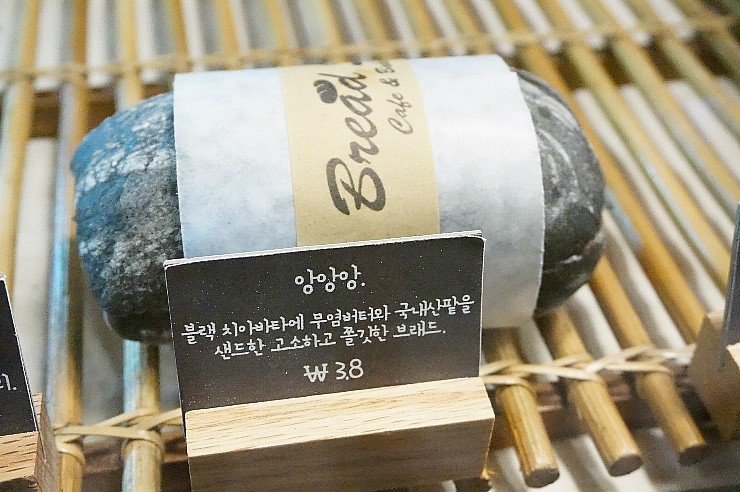 Bread
Cafe &
앙앙앙.
블랙 치아바타에 무염버터와 국내산팥을
샌드한 고소하고 쫄깃한 브래드.
₩ 3.8